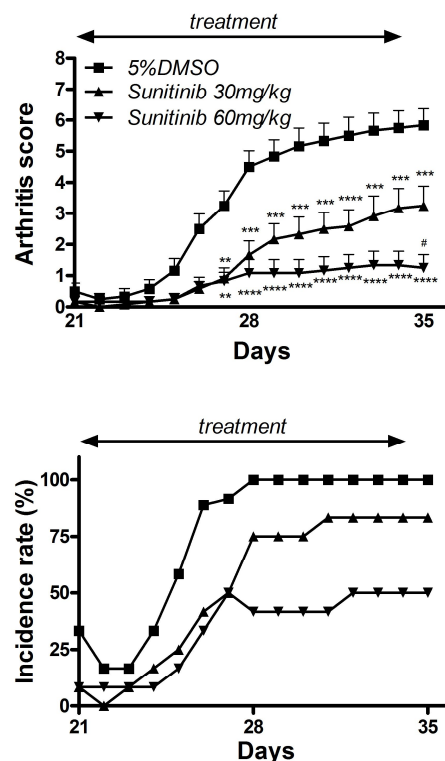 treatment
8
7
6
5
4
3
2
1
0
Arthritis score
5%DMSO
Sunitinib 30mg/kg
Sunitinib 60mg/kg
** *** *** *** *** **** *** *** ***
#
** **** **** **** **** **** **** **** ****
21 28 35
Days
treatment
100
75
50
25
0
Incidence rate (%)
21 28 35
Days